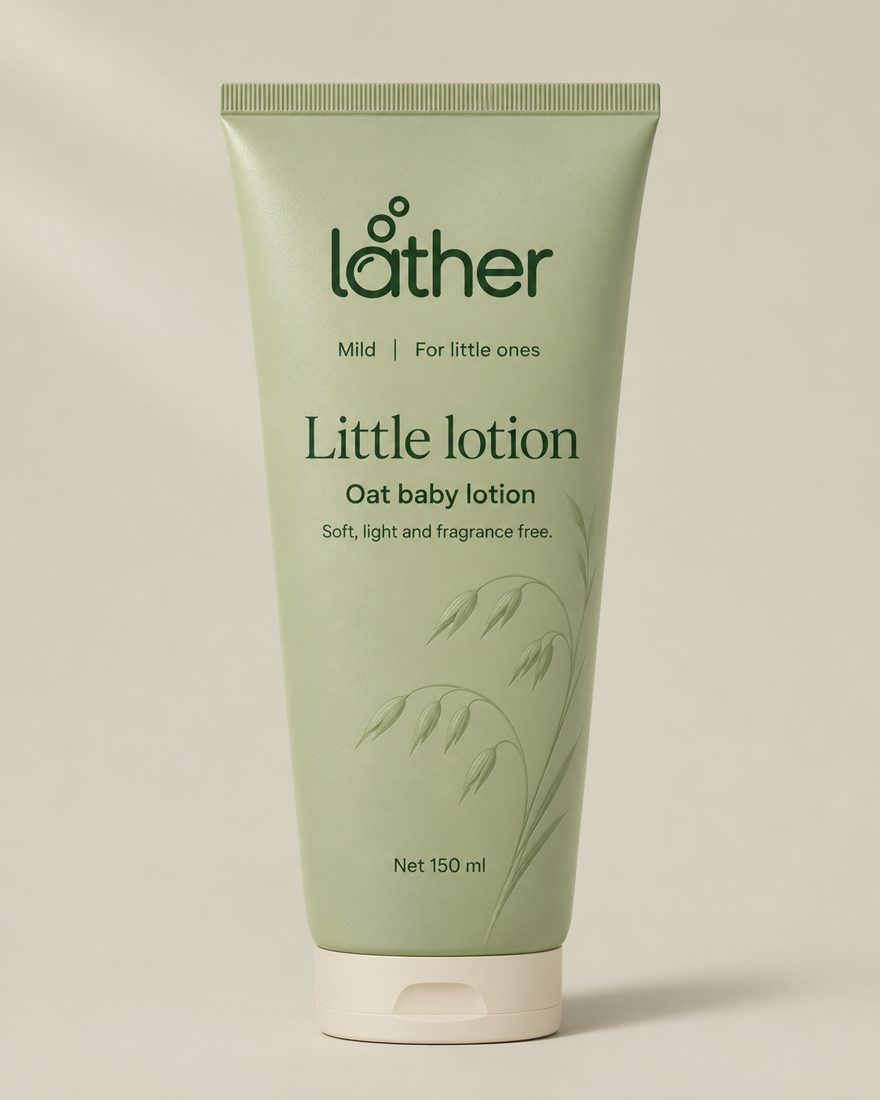 lather
Mild | For little ones
Little lotion
Oat baby lotion
Soft, light and fragrance free.
Net 150 ml